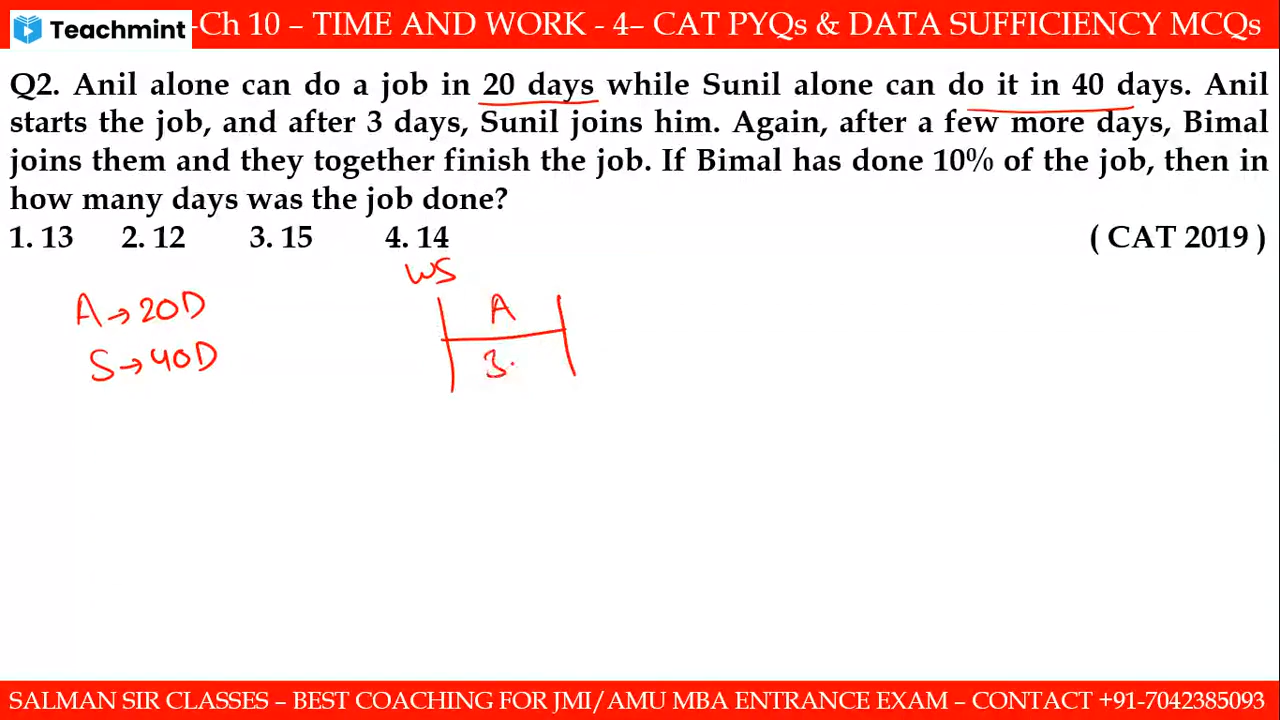 Teachmint -Ch 10 – TIME AND WORK - 4– CAT PYQs & DATA SUFFICIENCY MCQs
Q2. Anil alone can do a job in 20 days while Sunil alone can do it in 40 days. Anil
starts the job, and after 3 days, Sunil joins him. Again, after a few more days, Bimal
joins them and they together finish the job. If Bimal has done 10% of the job, then in
how many days was the job done?
1. 13 2. 12 3. 15 4. 14 ( CAT 2019 )
WS
A → 20D
A
S → 40D
3.
SALMAN SIR CLASSES – BEST COACHING FOR JMI/AMU MBA ENTRANCE EXAM – CONTACT +91-7042385093